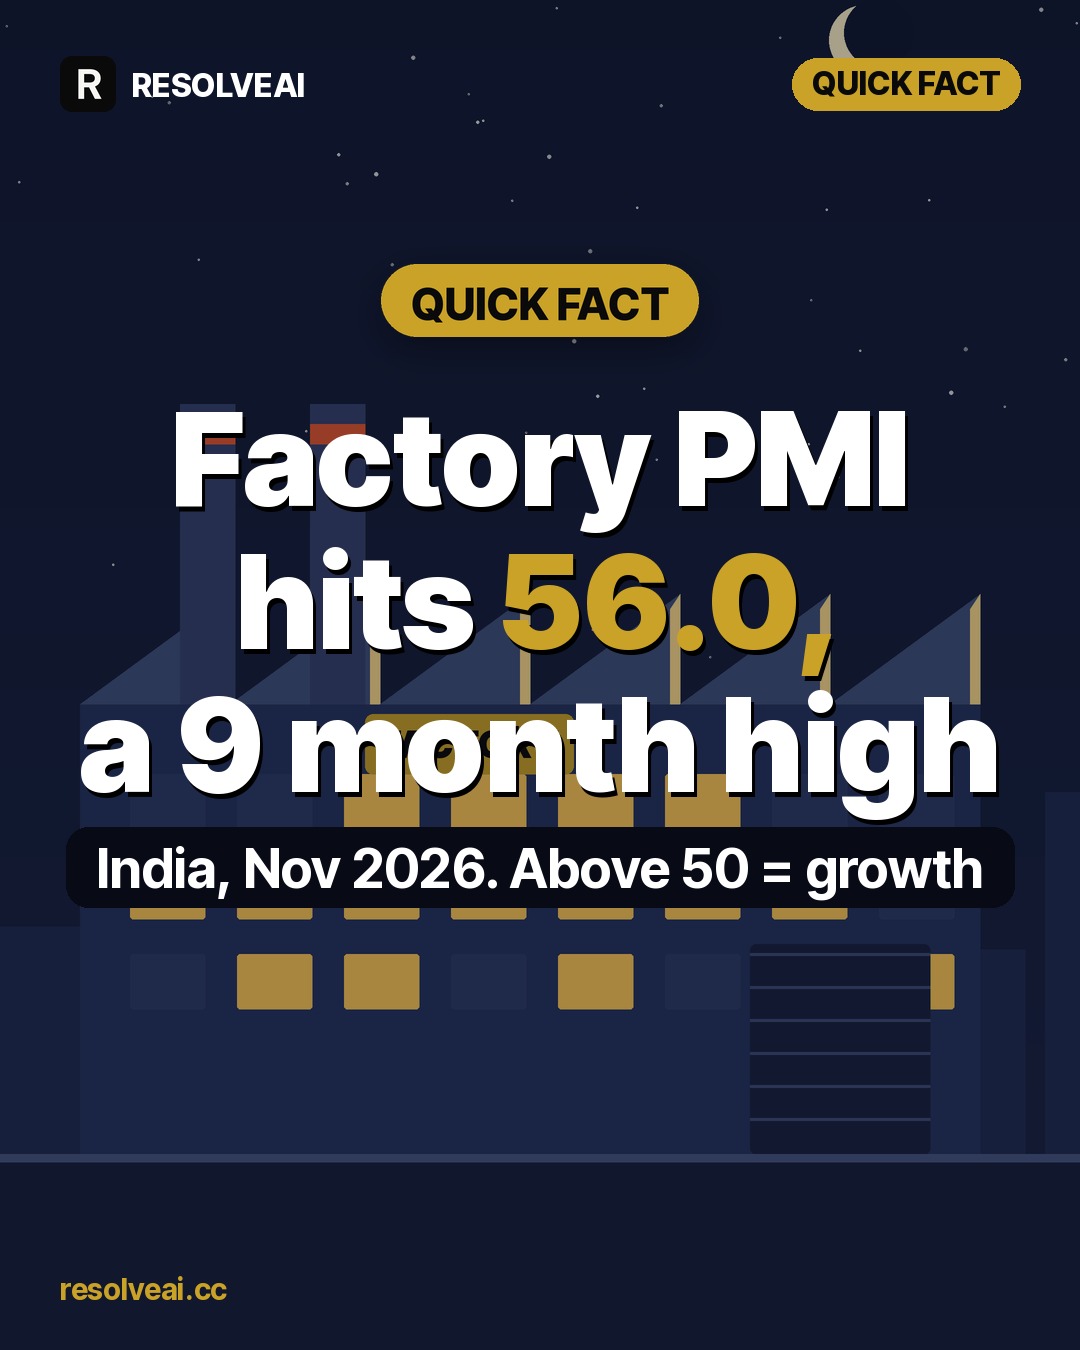 RESOLVEAI
QUICK FACT
QUICK FACT
Factory PMI
hits 56.0,
a 9 month high
India, Nov 2026. Above 50 = growth
resolveai.cc